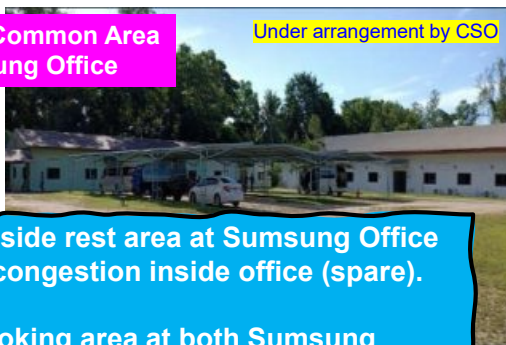 Common Area
Under arrangement by CSO
ung Office
side rest area at Sumsung Office
congestion inside office (spare).
oking area at both Sumsung